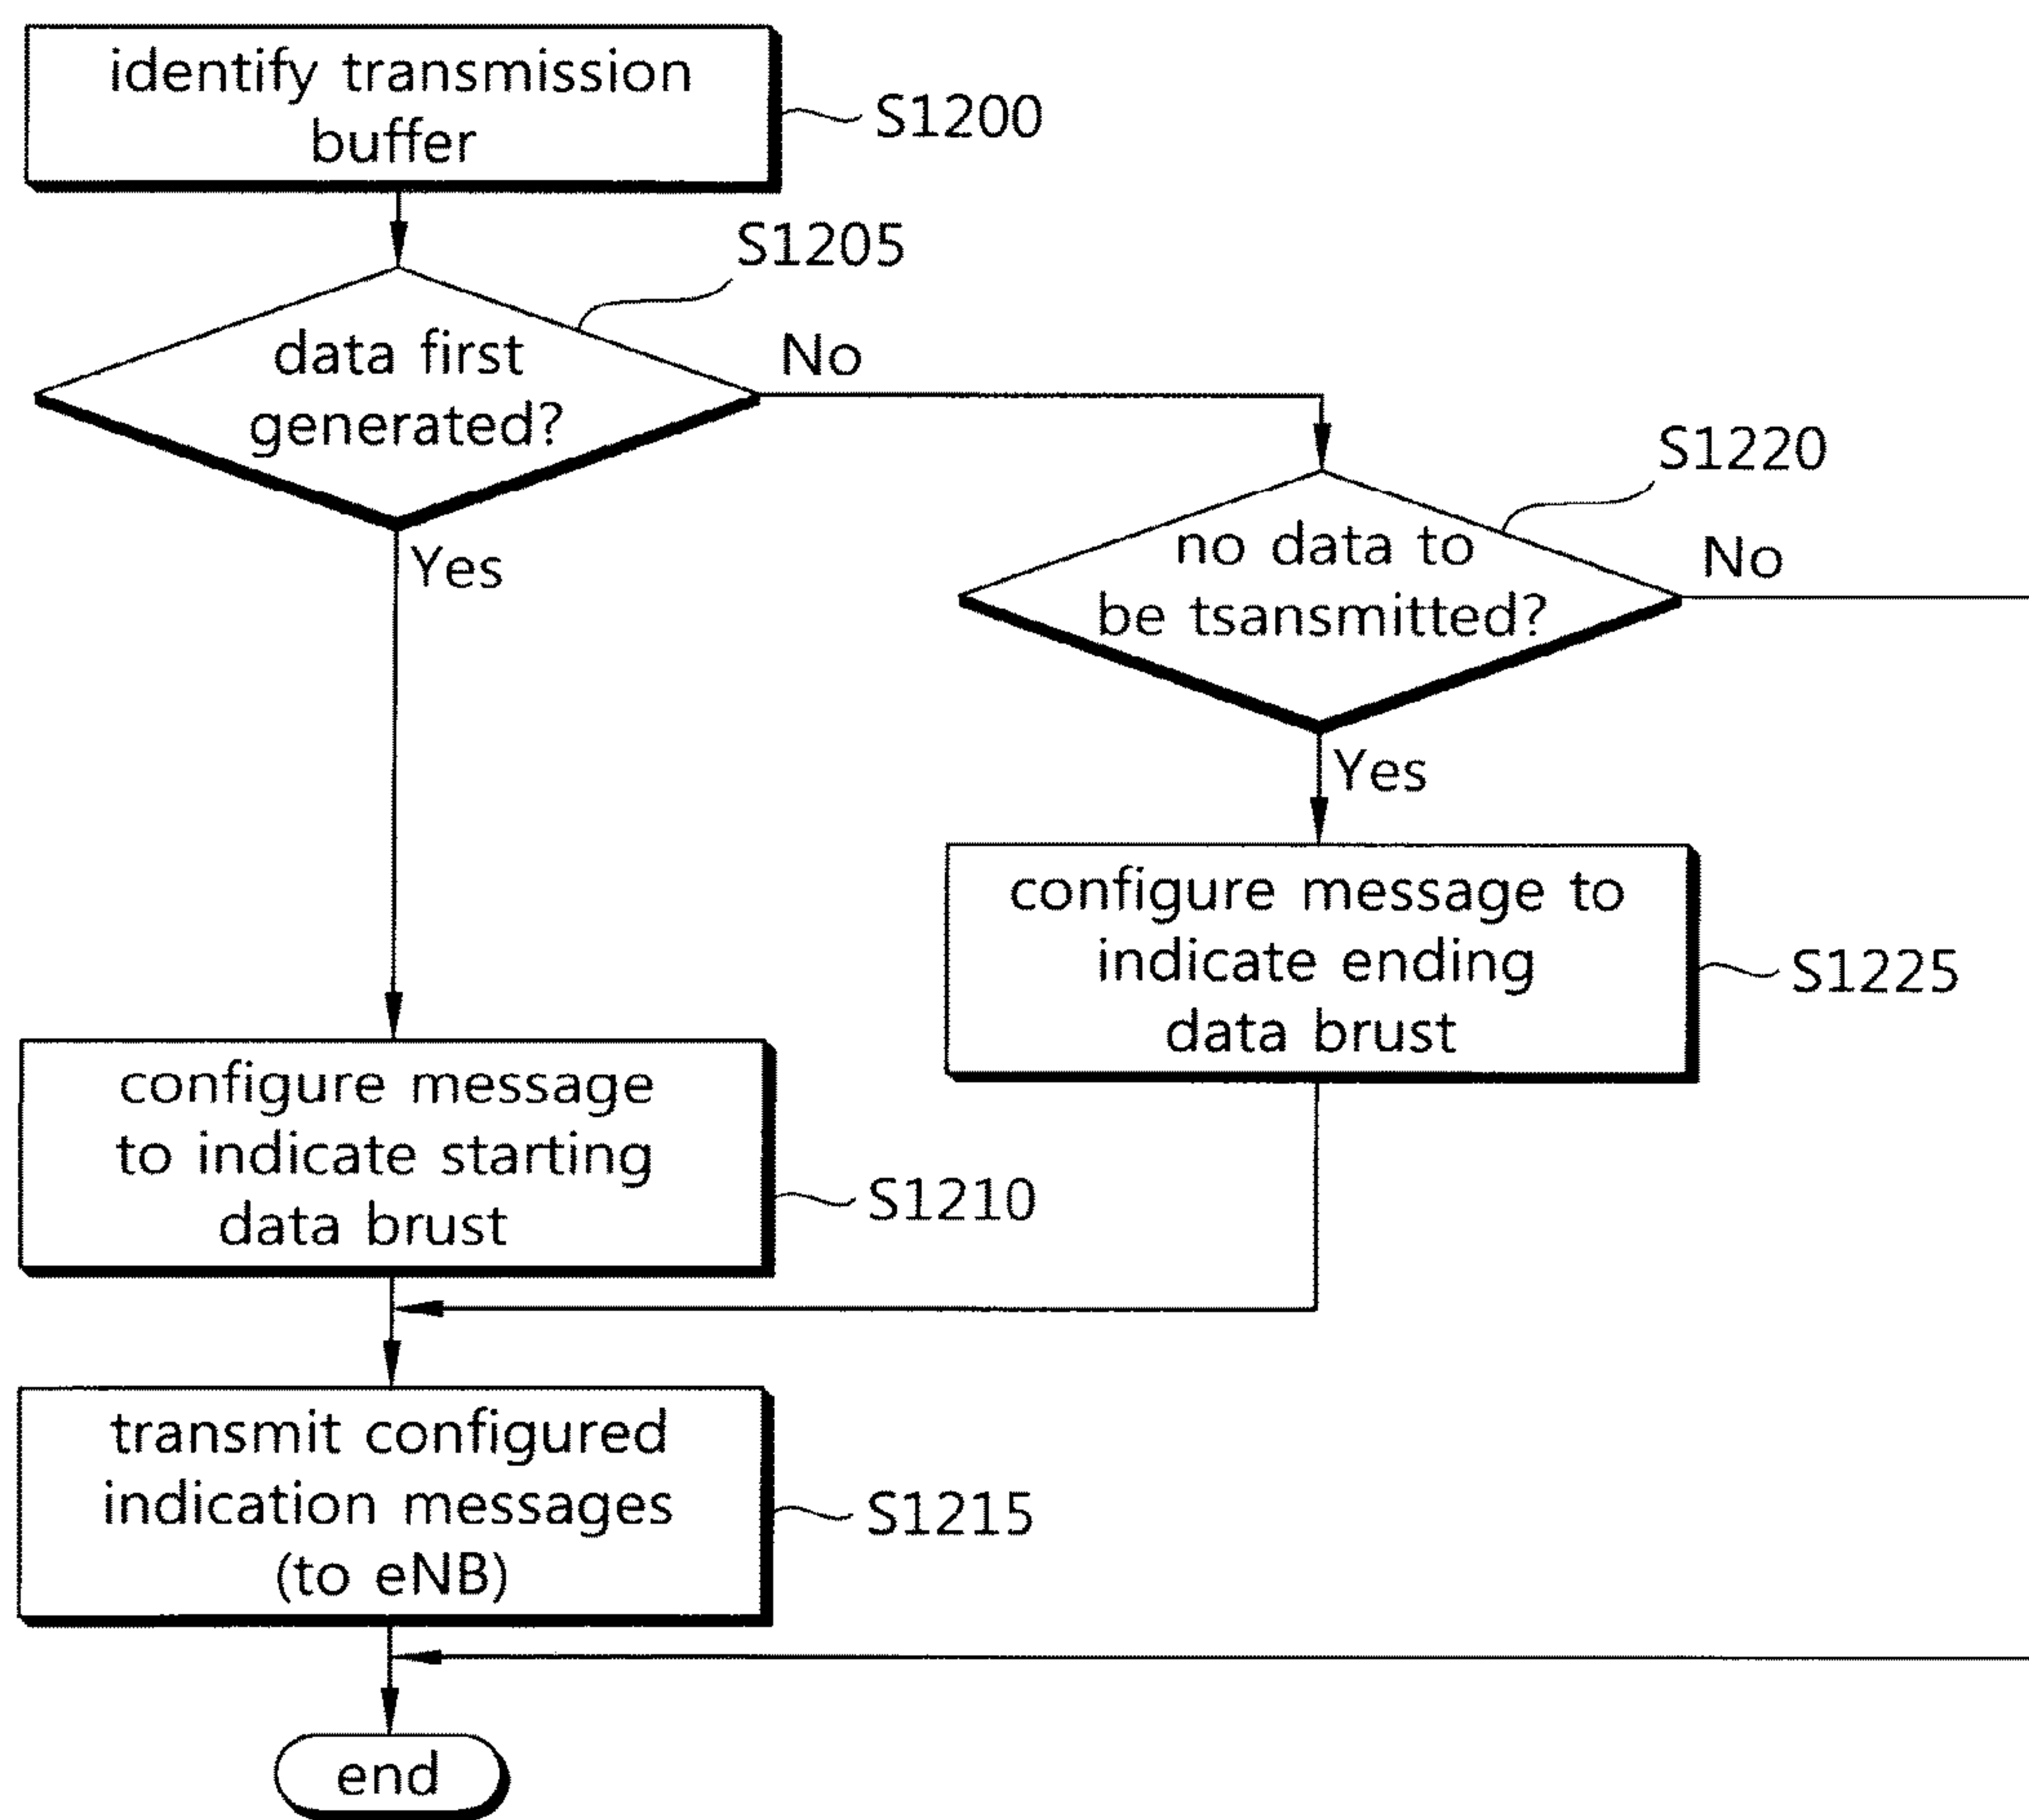 identify transmission
buffer
S1200
S1205
data first
generated?
No
Yes
S1220
no data to
be tsansmitted?
No
Yes
configure message to
indicate ending
data brust
S1225
configure message
to indicate starting
data brust
S1210
transmit configured
indication messages
(to eNB)
S1215
end